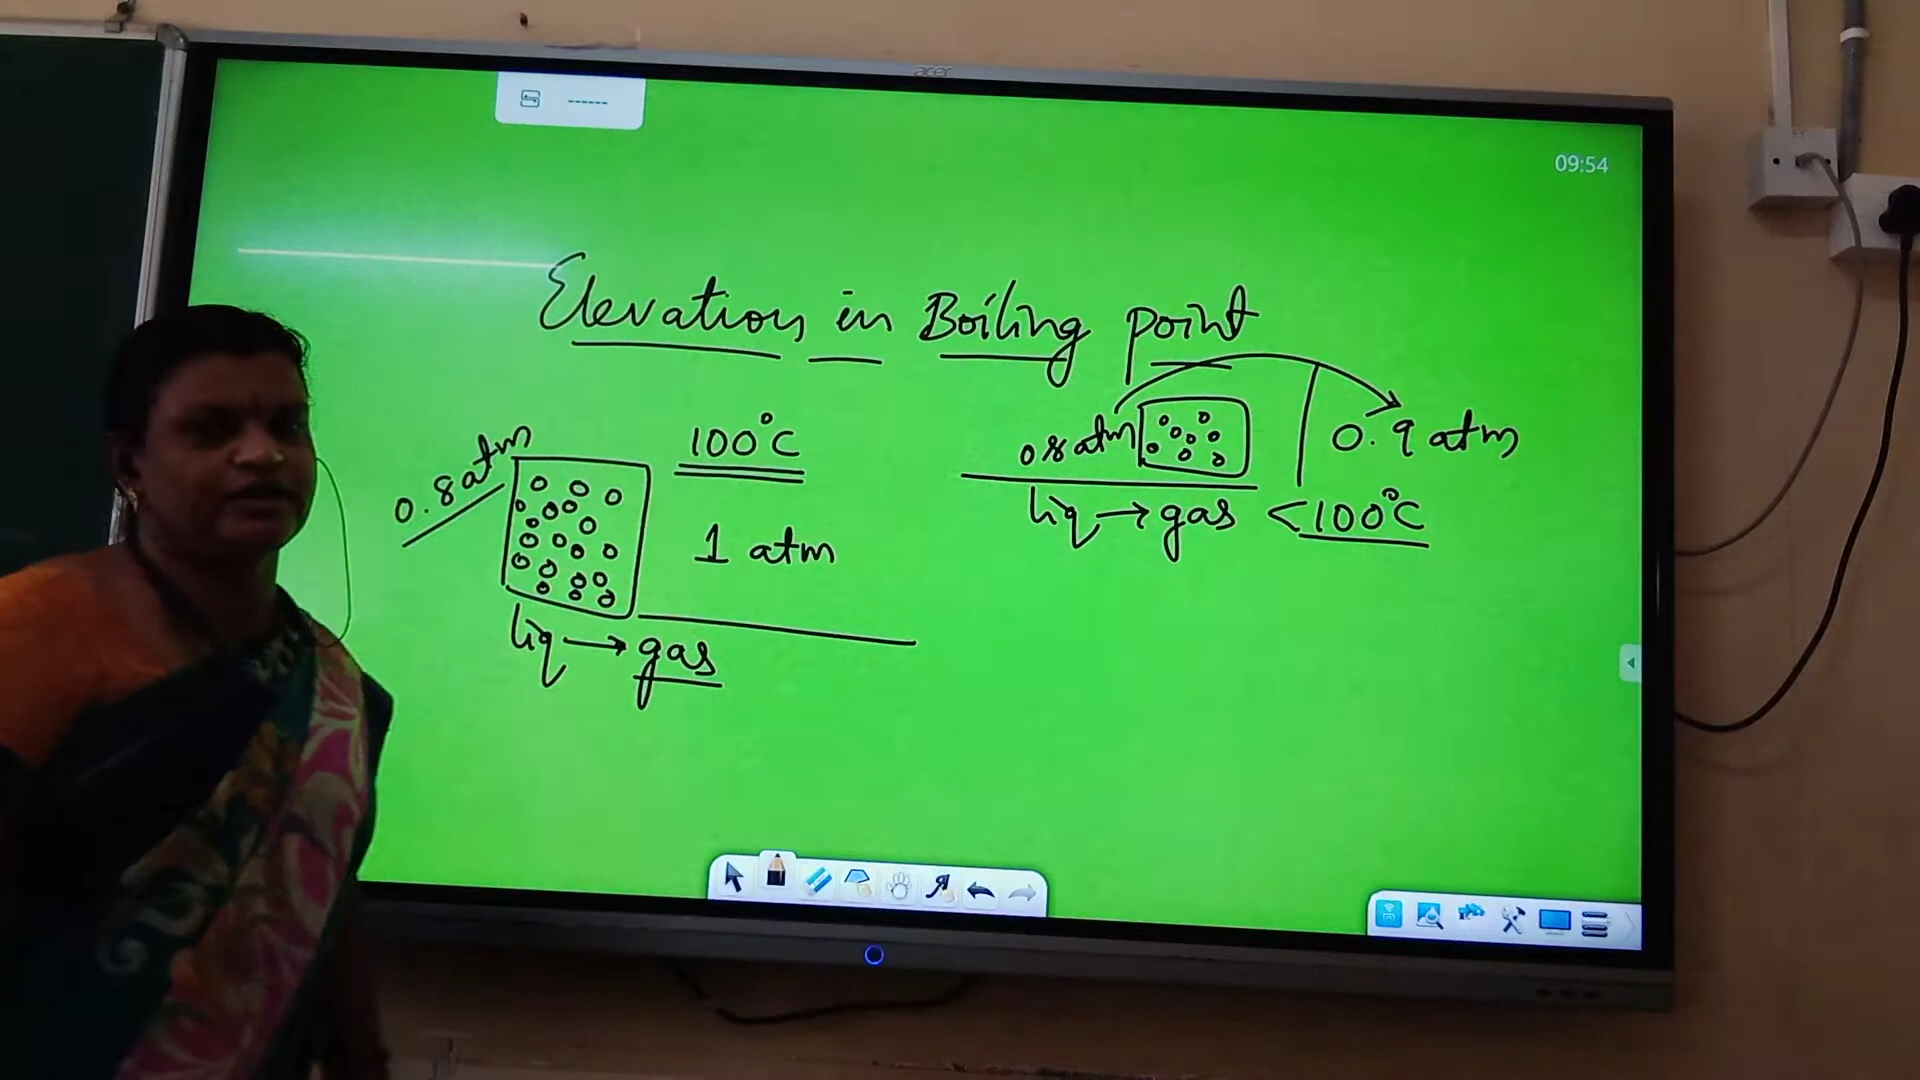 acer
09:54
Elevation in Boiling point
0.8 atm
100°C
1 atm
liq → gas
0.8 atm
0.9 atm
liq → gas < 100°C